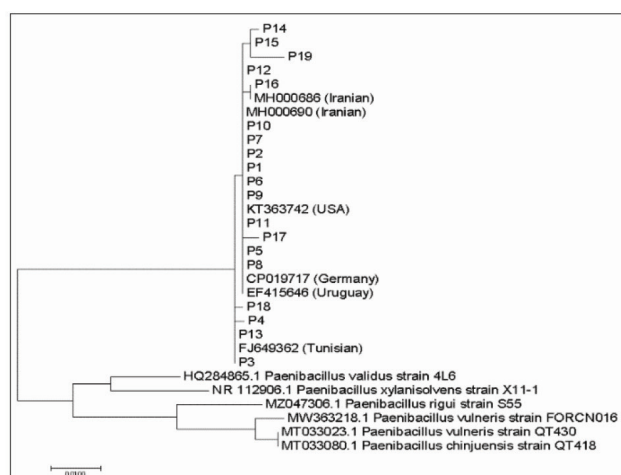 P14
P15
P19
P12
P16
MH000686 (Iranian)
MH000690 (Iranian)
P10
P7
P2
P1
P6
P9
KT363742 (USA)
P11
P17
P5
P8
CP019717 (Germany)
EF415646 (Uruguay)
P18
P4
P13
FJ649362 (Tunisian)
P3
HQ284865.1 Paenibacillus validus strain 4L6
NR 112906.1 Paenibacillus xylanisolvens strain X11-1
MZ047306.1 Paenibacillus rigui strain S55
MW363218.1 Paenibacillus vulneris strain FORCN016
MT033023.1 Paenibacillus vulneris strain QT430
MT033080.1 Paenibacillus chinjuensis strain QT418